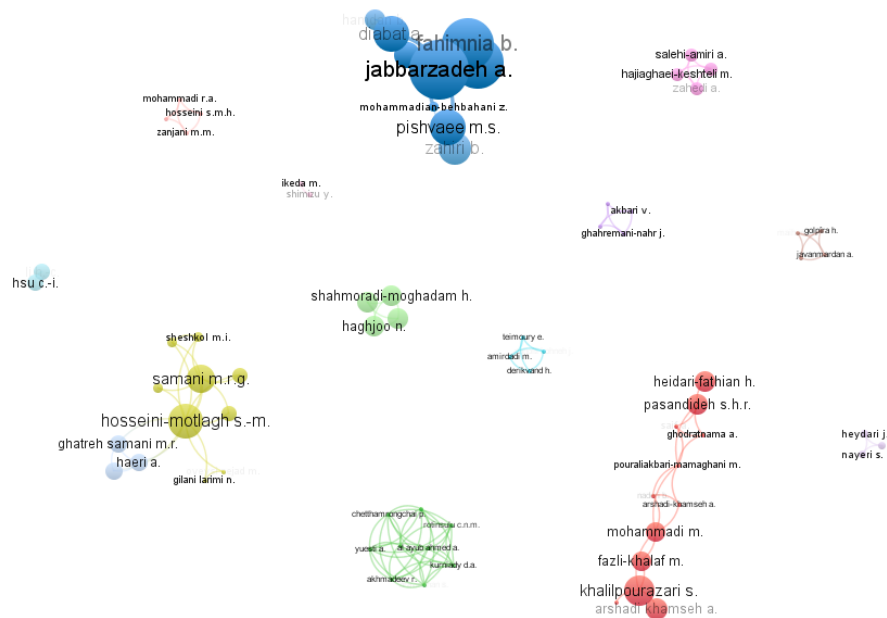 fahimnia b.
diabat a.
jabbarzadeh a.
mohammadian-behbahani z.
pishvaee m.s.
zahiri b.
salehi-amiri a.
hajiaghaei-keshteli m.
zahedi a.
mohammadi r.a.
hosseini s.m.h.
zanjani m.m.
ikeda m.
shimizu y.
akbari v.
ghahremani-nahr j.
golpira h.
javanmardan a.
hsu c.-i.
shahmoradi-moghadam h.
haghjoo n.
sheshkol m.i.
samani m.r.g.
hosseini-motlagh s.-m.
ghatreh samani m.r.
haeri a.
gilani larimi n.
teimoury e.
amirdadi m.
derikvand h.
heidari-fathian h.
pasandideh s.h.r.
ghodratnama a.
pouraliakbari-mamaghani m.
arshadi-khamseh a.
mohammadi m.
fazli-khalaf m.
khalilpourazari s.
arshadi khamseh a.
heydari j
nayeri s.
chetthamrongchai p.
rotinsulu c.n.m.
yuesti a.
al ayub ahmed a.
kurniady d.a.
akhmadeev r.